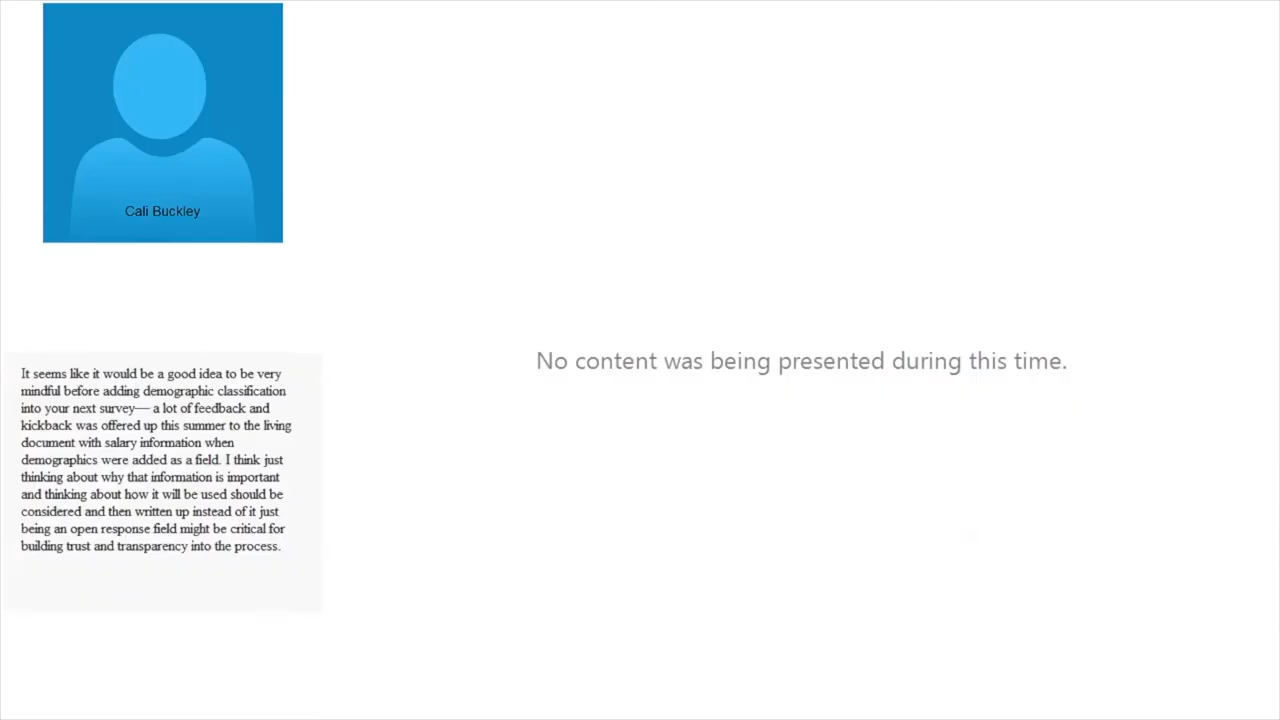 Cali Buckley
It seems like it would be a good idea to be very
mindful before adding demographic classification
into your next survey— a lot of feedback and
kickback was offered up this summer to the living
document with salary information when
demographics were added as a field. I think just
thinking about why that information is important
and thinking about how it will be used should be
considered and then written up instead of it just
being an open response field might be critical for
building trust and transparency into the process.
No content was being presented during this time.